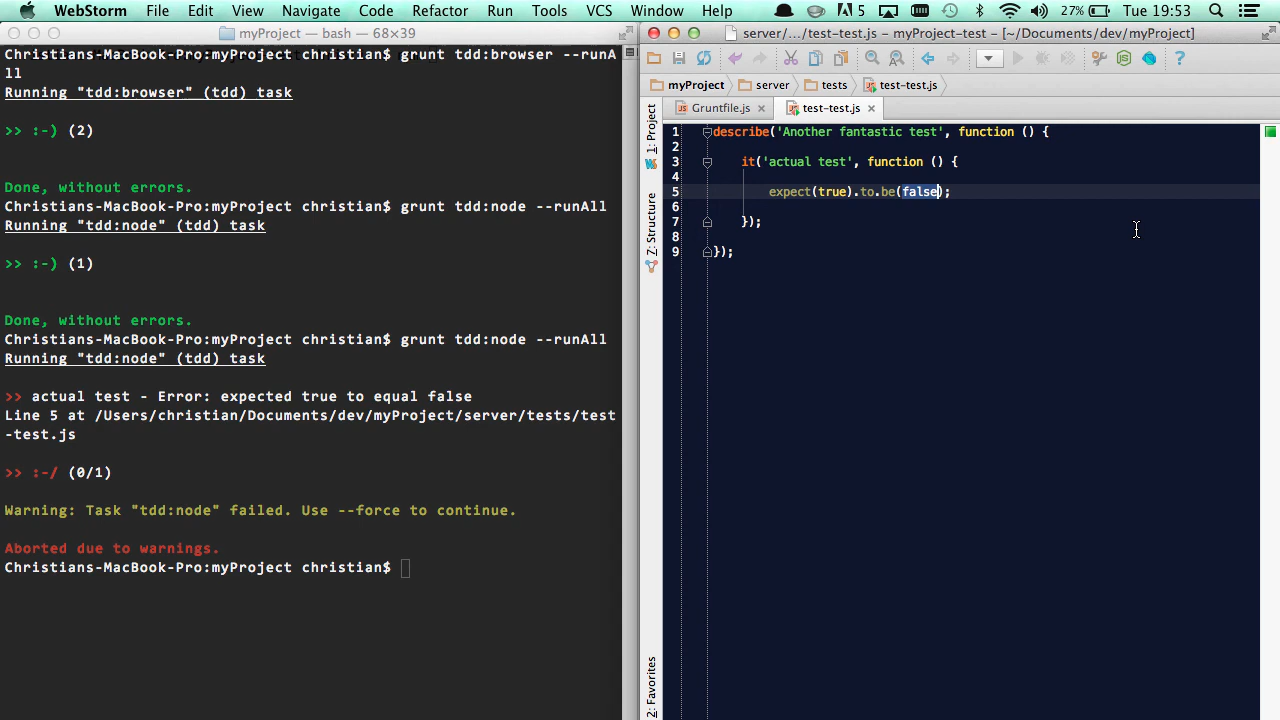 WebStorm File Edit View Navigate Code Refactor Run Tools VCS Window Help 5 27% Tue 19:53
myProject — bash — 68×39
Christians-MacBook-Pro:myProject christian$ grunt tdd:browser --runA
ll
Running "tdd:browser" (tdd) task
>> :-) (2)
Done, without errors.
Christians-MacBook-Pro:myProject christian$ grunt tdd:node --runAll
Running "tdd:node" (tdd) task
>> :-) (1)
Done, without errors.
Christians-MacBook-Pro:myProject christian$ grunt tdd:node --runAll
Running "tdd:node" (tdd) task
>> actual test - Error: expected true to equal false
Line 5 at /Users/christian/Documents/dev/myProject/server/tests/test
-test.js
>> :-/ (0/1)
Warning: Task "tdd:node" failed. Use --force to continue.
Aborted due to warnings.
Christians-MacBook-Pro:myProject christian$
server/.../test-test.js - myProject-test - [~/Documents/dev/myProject]
myProject server tests test-test.js
Gruntfile.js test-test.js
1: Project
7: Structure
2: Favorites
1 describe('Another fantastic test', function () {
2
3 it('actual test', function () {
4
5 expect(true).to.be(false);
6
7 });
8
9 });